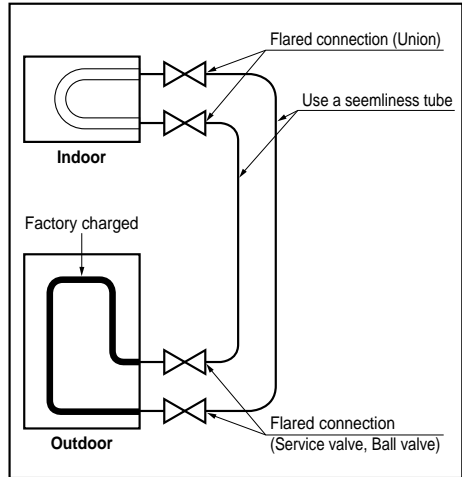 Flared connection (Union)
Use a seemliness tube
Indoor
Factory charged
Flared connection
(Service valve, Ball valve)
Outdoor